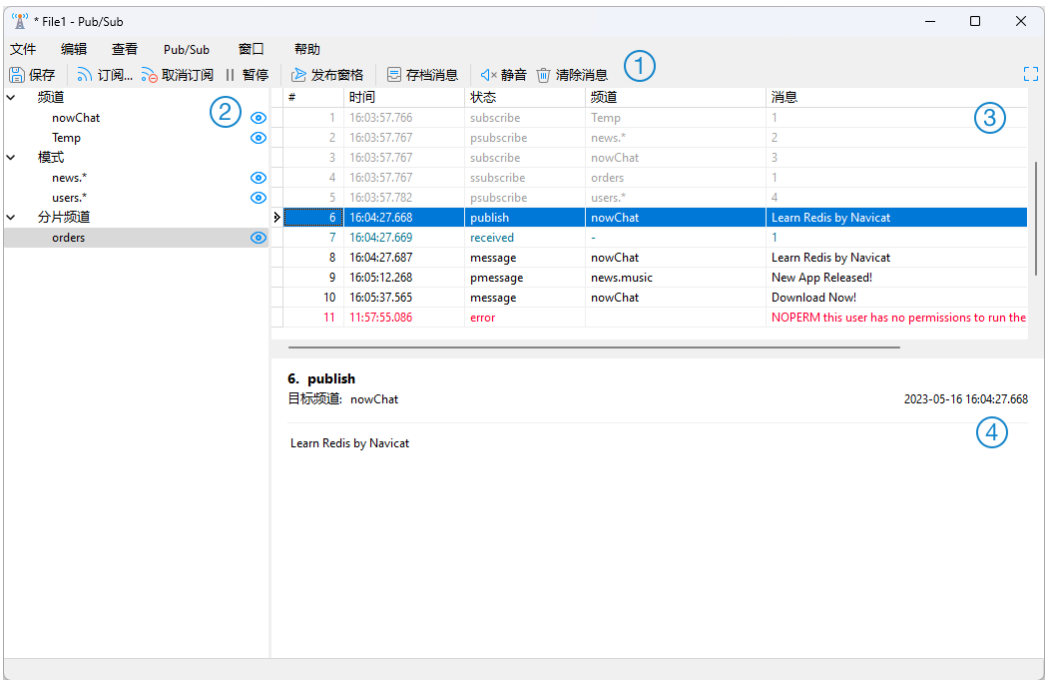 * File1 - Pub/Sub
文件 编辑 查看 Pub/Sub 窗口 帮助
保存 订阅... 取消订阅 暂停 发布窗格 存档消息 静音 清除消息 1
频道
nowChat
Temp
模式
news.*
users.*
分片频道
orders
2
# 时间 状态 频道 消息
1 16:03:57.766 subscribe Temp 1
2 16:03:57.767 psubscribe news.* 2
3 16:03:57.767 subscribe nowChat 3
4 16:03:57.767 ssubscribe orders 1
5 16:03:57.782 psubscribe users.* 4
6 16:04:27.668 publish nowChat Learn Redis by Navicat
7 16:04:27.669 received - 1
8 16:04:27.687 message nowChat Learn Redis by Navicat
9 16:05:12.268 pmessage news.music New App Released!
10 16:05:37.565 message nowChat Download Now!
11 11:57:55.086 error NOPERM this user has no permissions to run the
3
6. publish
目标频道: nowChat 2023-05-16 16:04:27.668
4
Learn Redis by Navicat